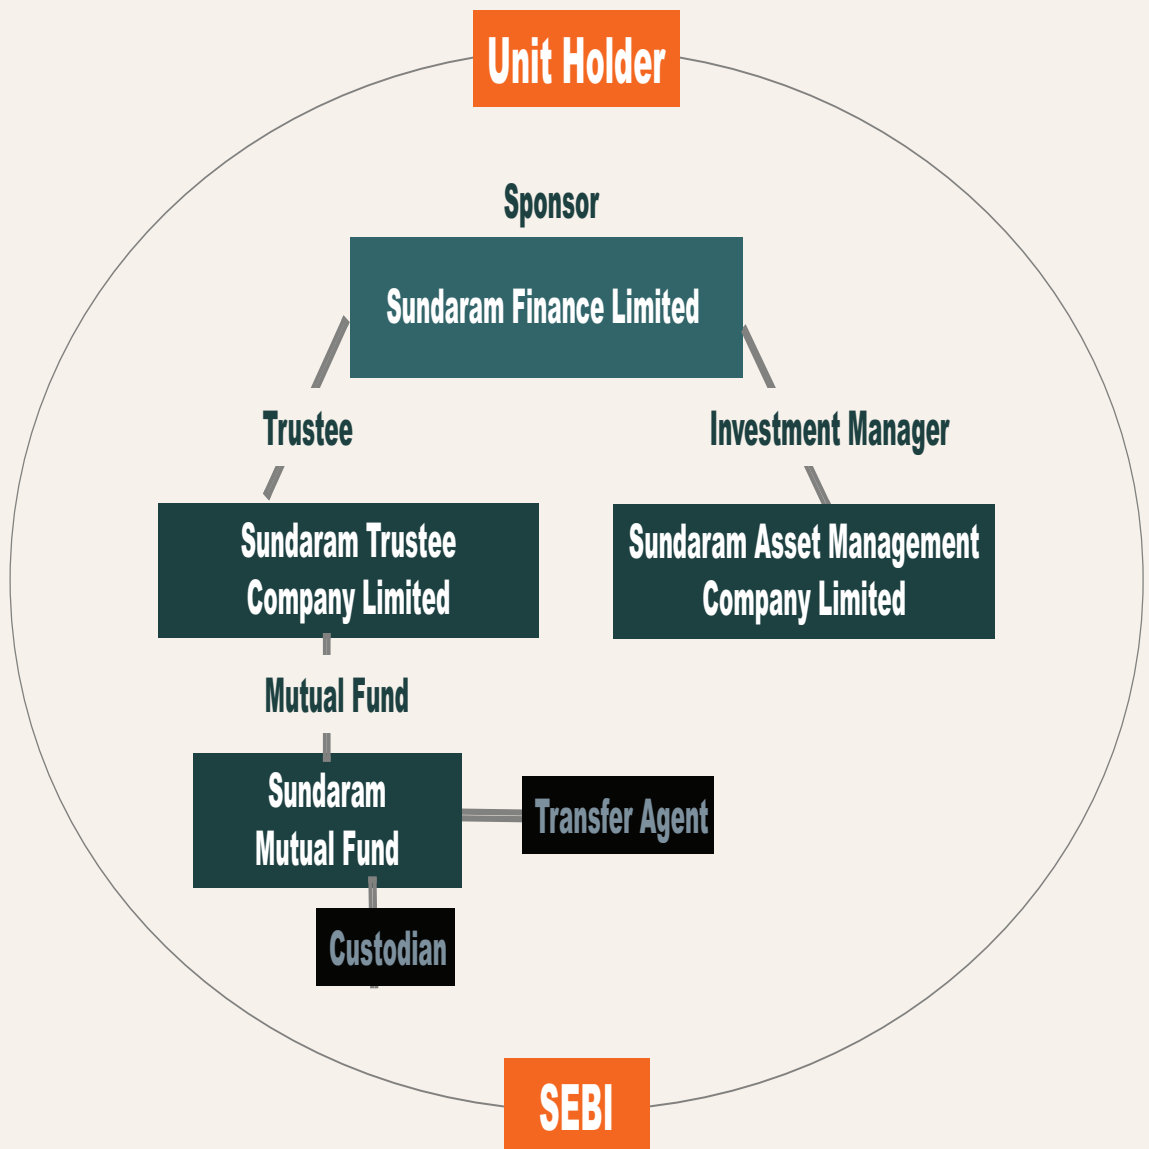 Unit Holder
Sponsor
Sundaram Finance Limited
Trustee
Investment Manager
Sundaram Trustee
Company Limited
Sundaram Asset Management
Company Limited
Mutual Fund
Sundaram
Mutual Fund
Transfer Agent
Custodian
SEBI